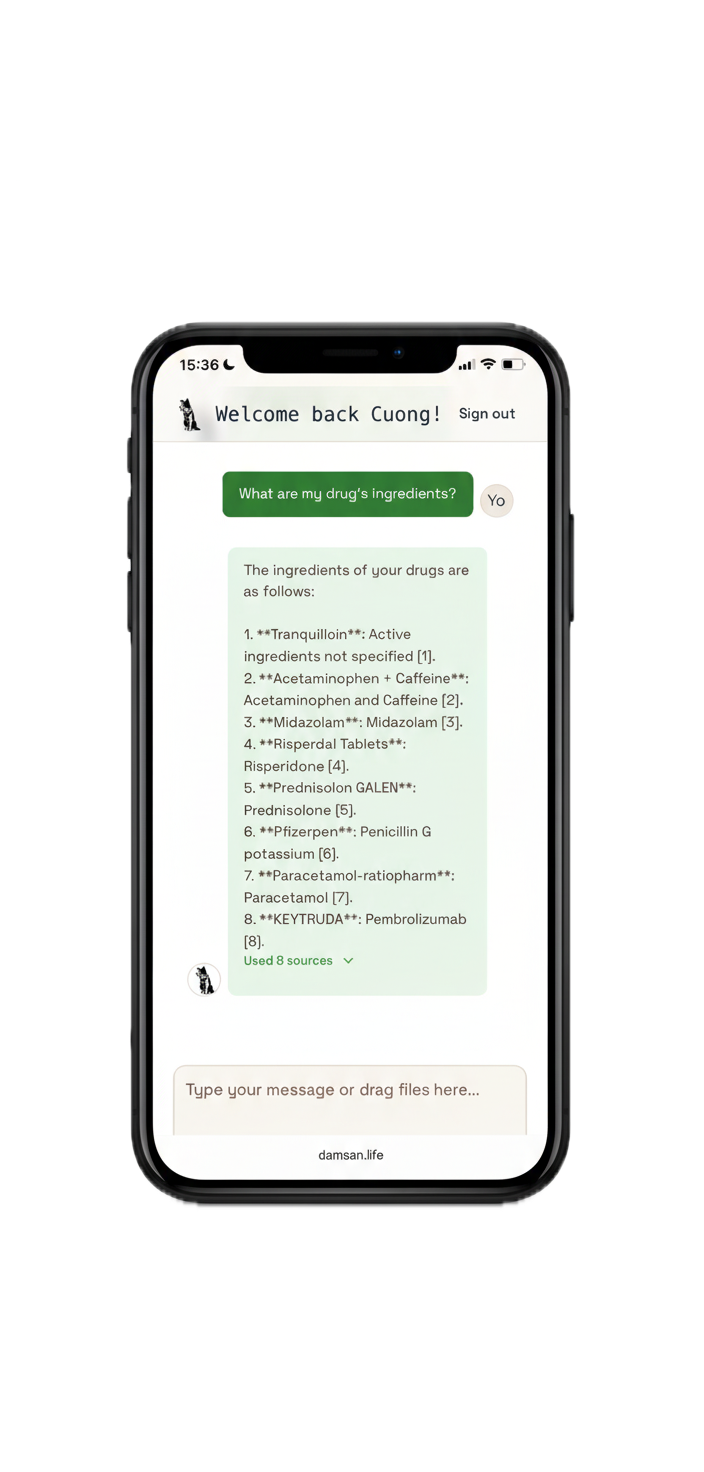 15:36
Welcome back Cuong! Sign out
What are my drug's ingredients?
Yo
The ingredients of your drugs are
as follows:
1. **Tranquilloin**: Active
ingredients not specified [1].
2. **Acetaminophen + Caffeine**:
Acetaminophen and Caffeine [2].
3. **Midazolam**: Midazolam [3].
4. **Risperdal Tablets**:
Risperidone [4].
5. **Prednisolon GALEN**:
Prednisolone [5].
6. **Pfizerpen**: Penicillin G
potassium [6].
7. **Paracetamol-ratiopharm**:
Paracetamol [7].
8. **KEYTRUDA**: Pembrolizumab
[8].
Used 8 sources
Type your message or drag files here...
damsan.life